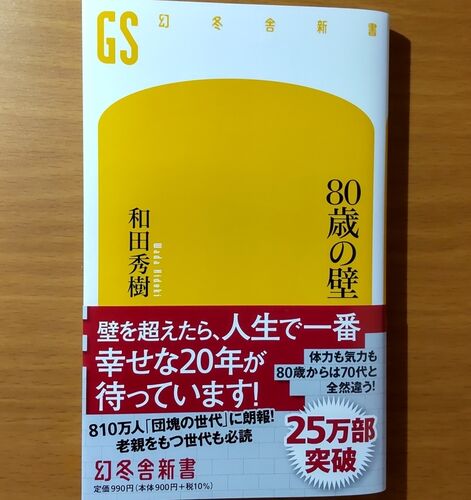 GS 幻冬舎新書
80歳の壁
和田秀樹
Wada Hideki
壁を超えたら、人生で一番
幸せな20年が
待っています!
体力も気力も
80歳からは70代と
全然違う!
810万人「団塊の世代」に朗報!
老親をもつ世代も必読
25万部
突破
幻冬舎新書
定価990円(本体900円+税10%)